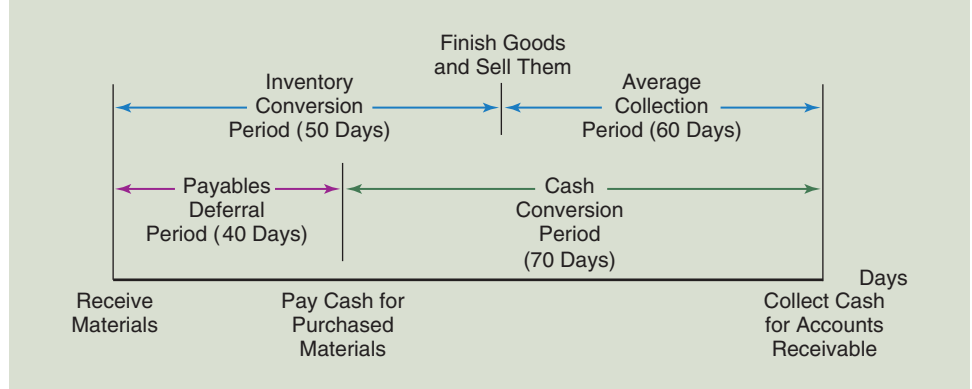 Finish Goods
and Sell Them
Inventory
Conversion
Period (50 Days)
Average
Collection
Period (60 Days)
Payables
Deferral
Period (40 Days)
Cash
Conversion
Period
(70 Days)
Days
Receive
Materials
Pay Cash for
Purchased
Materials
Collect Cash
for Accounts
Receivable